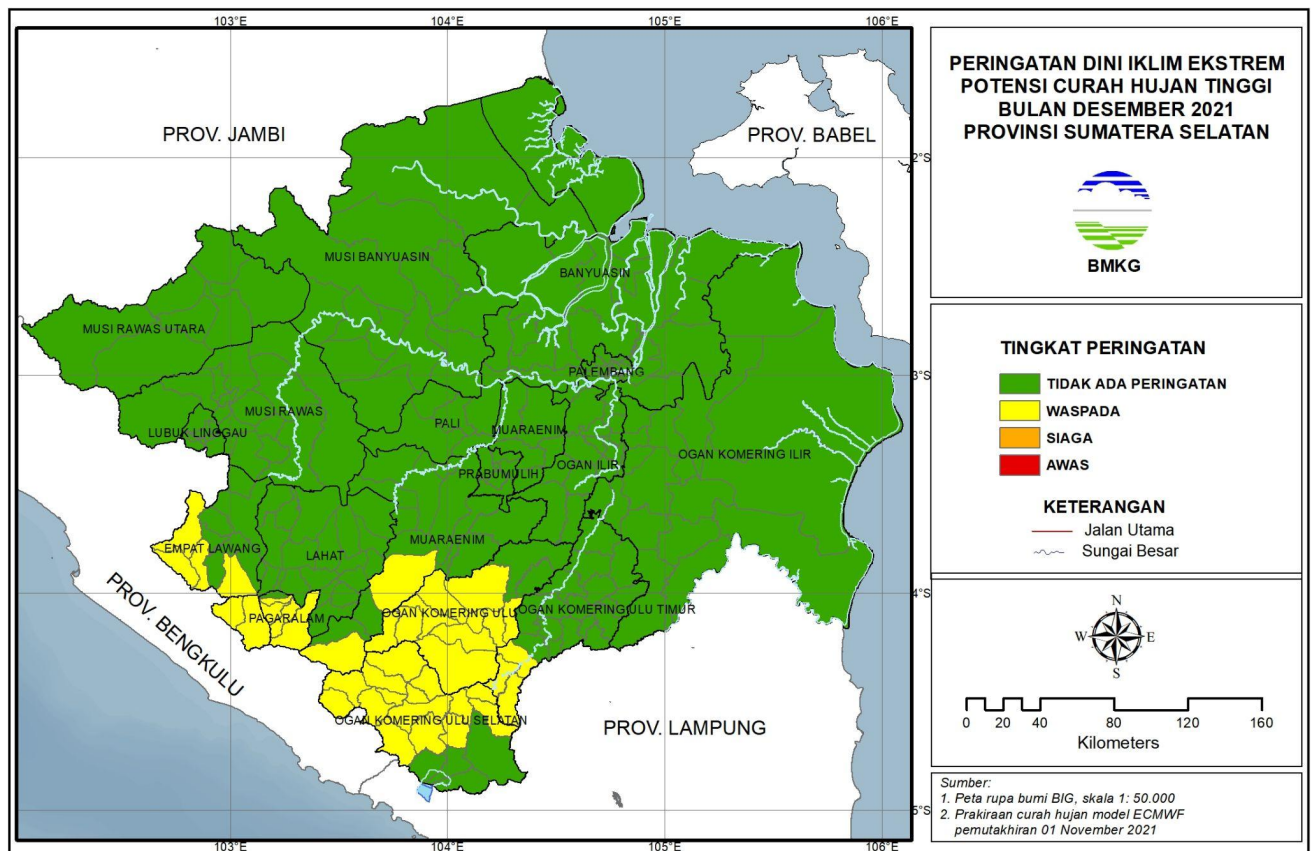 103°E 104°E 105°E 106°E
PROV. JAMBI
PROV. BABEL
2°S
MUSI BANYUASIN
BANYUASIN
MUSI RAWAS UTARA
PALEMBANG
3°S
MUSI RAWAS
LUBUK LINGGAU
PALI
MUARAENIM
OGAN KOMERING ILIR
PRABUMULIH
OGAN ILIR
EMPAT LAWANG
LAHAT
MUARAENIM
4°S
PAGARALAM
OGAN KOMERING ULU
OGAN KOMERING ULU TIMUR
PROV. BENGKULU
OGAN KOMERING ULU SELATAN
PROV. LAMPUNG
5°S
103°E 104°E 105°E 106°E
PERINGATAN DINI IKLIM EKSTREM
POTENSI CURAH HUJAN TINGGI
BULAN DESEMBER 2021
PROVINSI SUMATERA SELATAN
BMKG
TINGKAT PERINGATAN
TIDAK ADA PERINGATAN
WASPADA
SIAGA
AWAS
KETERANGAN
Jalan Utama
Sungai Besar
N
W E
S
0 20 40 80 120 160
Kilometers
Sumber:
1. Peta rupa bumi BIG, skala 1: 50.000
2. Prakiraan curah hujan model ECMWF
pemutakhiran 01 November 2021